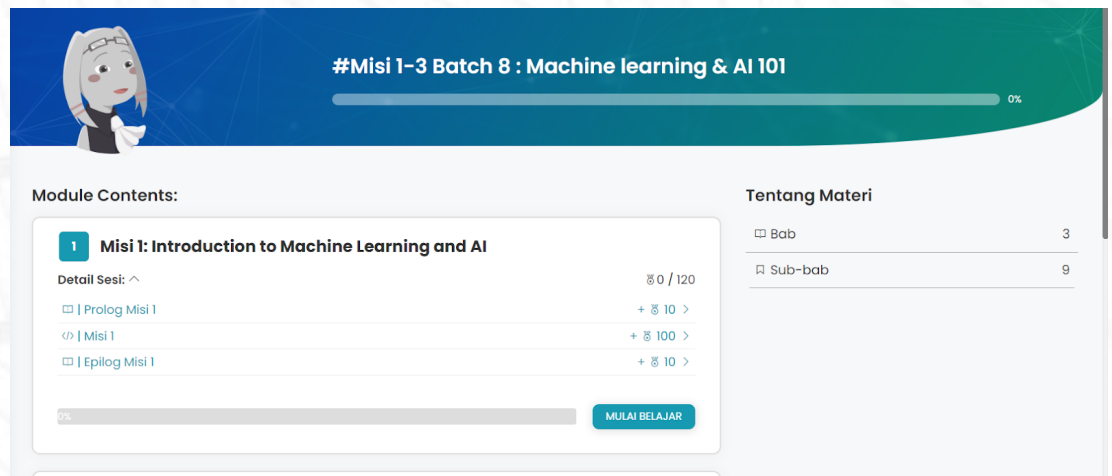 #Misi 1-3 Batch 8 : Machine learning & AI 101
0%
Module Contents:
1 Misi 1: Introduction to Machine Learning and AI
Detail Sesi:
0 / 120
| Prolog Misi 1
+ 10 >
</> | Misi 1
+ 100 >
| Epilog Misi 1
+ 10 >
0%
MULAI BELAJAR
Tentang Materi
Bab 3
Sub-bab 9